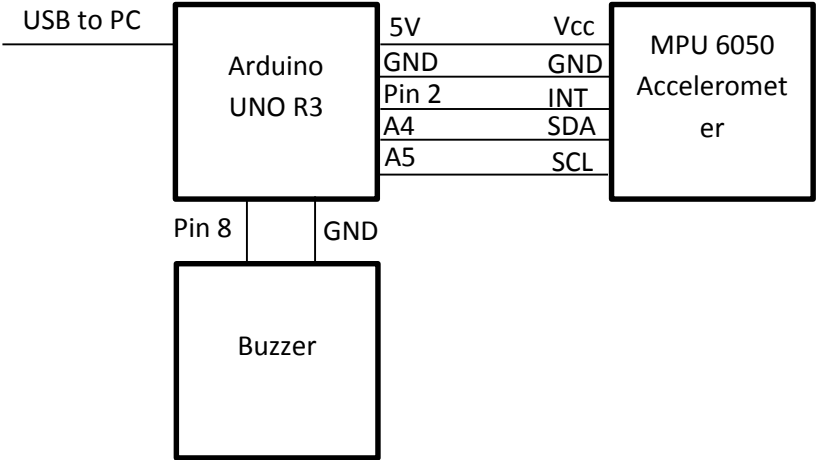 USB to PC
Arduino
UNO R3
5V Vcc
GND GND
Pin 2 INT
A4 SDA
A5 SCL
MPU 6050
Acceleromet
er
Pin 8 GND
Buzzer